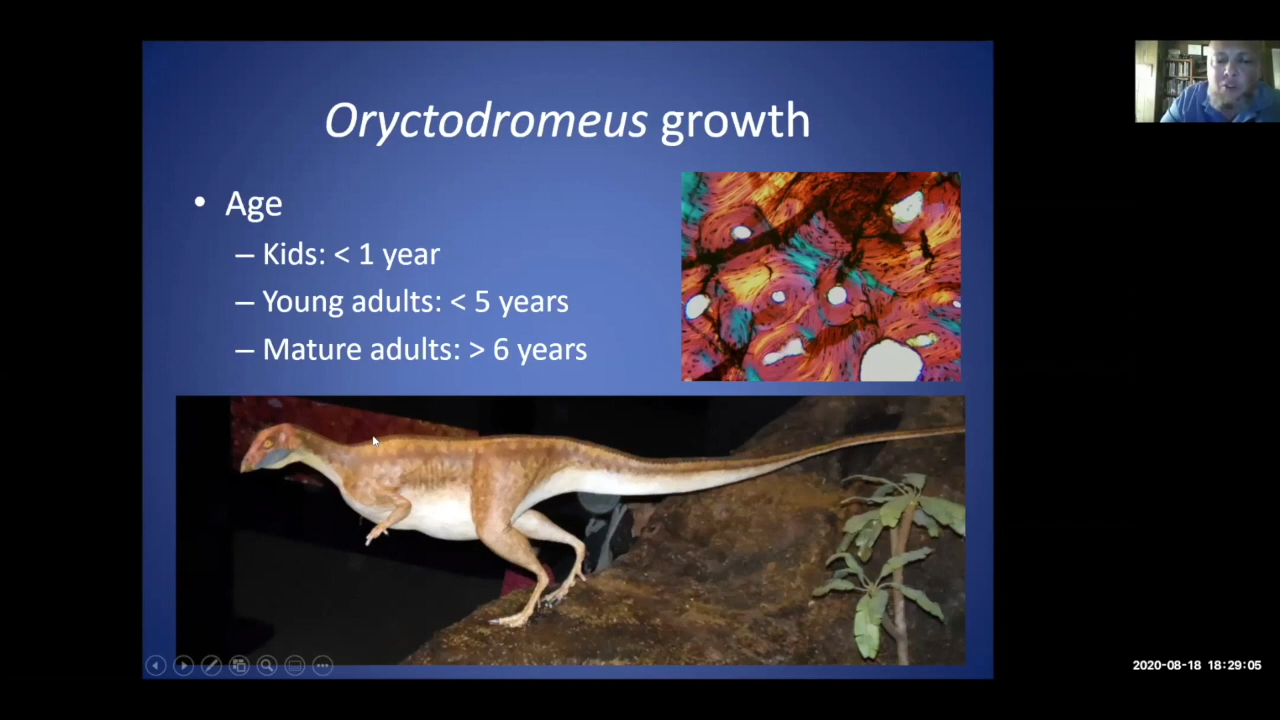 Oryctodromeus growth
• Age
– Kids: < 1 year
– Young adults: < 5 years
– Mature adults: > 6 years
2020-08-18 18:29:05